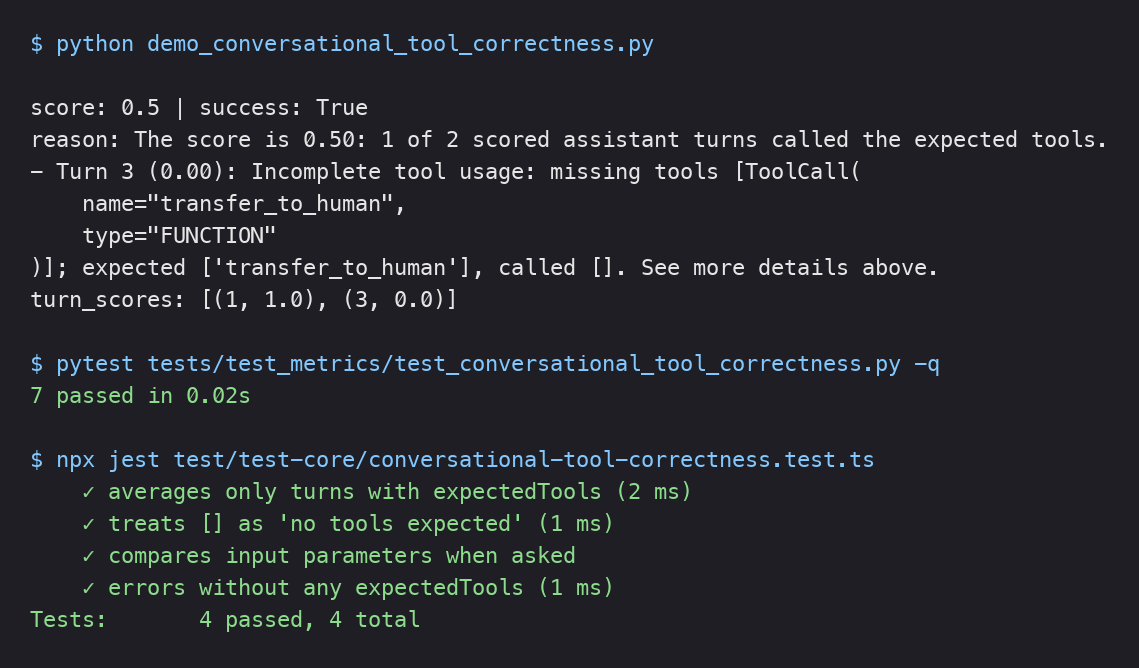 $ python demo_conversational_tool_correctness.py
score: 0.5 | success: True
reason: The score is 0.50: 1 of 2 scored assistant turns called the expected tools.
– Turn 3 (0.00): Incomplete tool usage: missing tools [ToolCall(
    name="transfer_to_human",
    type="FUNCTION"
)]; expected ['transfer_to_human'], called []. See more details above.
turn_scores: [(1, 1.0), (3, 0.0)]
$ pytest tests/test_metrics/test_conversational_tool_correctness.py -q
7 passed in 0.02s
$ npx jest test/test-core/conversational-tool-correctness.test.ts
    ✓ averages only turns with expectedTools (2 ms)
    ✓ treats [] as 'no tools expected' (1 ms)
    ✓ compares input parameters when asked
    ✓ errors without any expectedTools (1 ms)
Tests:       4 passed, 4 total